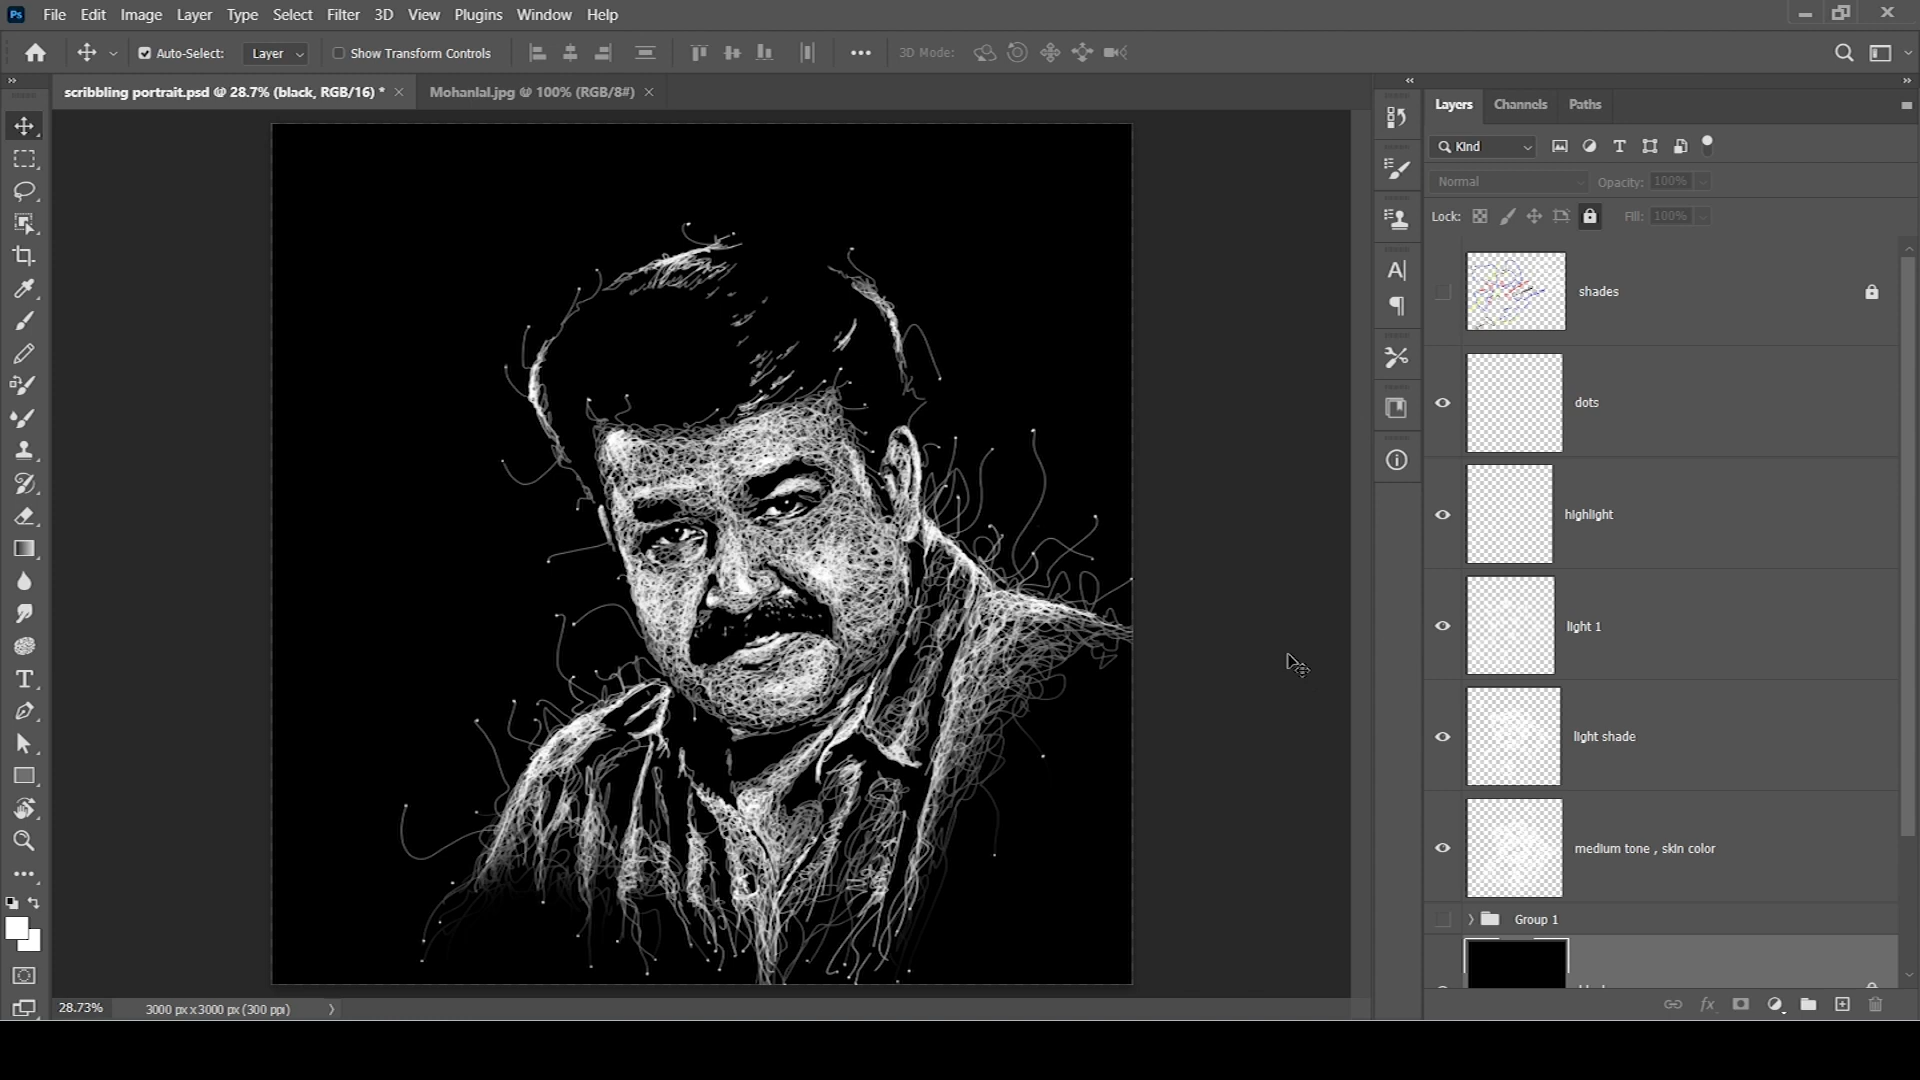 Ps File Edit Image Layer Type Select Filter 3D View Plugins Window Help
Auto-Select: Layer Show Transform Controls 3D Mode:
scribbling portrait.psd @ 28.7% (black, RGB/16) * Mohanlal.jpg @ 100% (RGB/8#)
Layers Channels Paths
Kind
Normal Opacity: 100%
Lock: Fill: 100%
shades
dots
highlight
light 1
light shade
medium tone , skin color
Group 1
28.73% 3000 px x 3000 px (300 ppi)